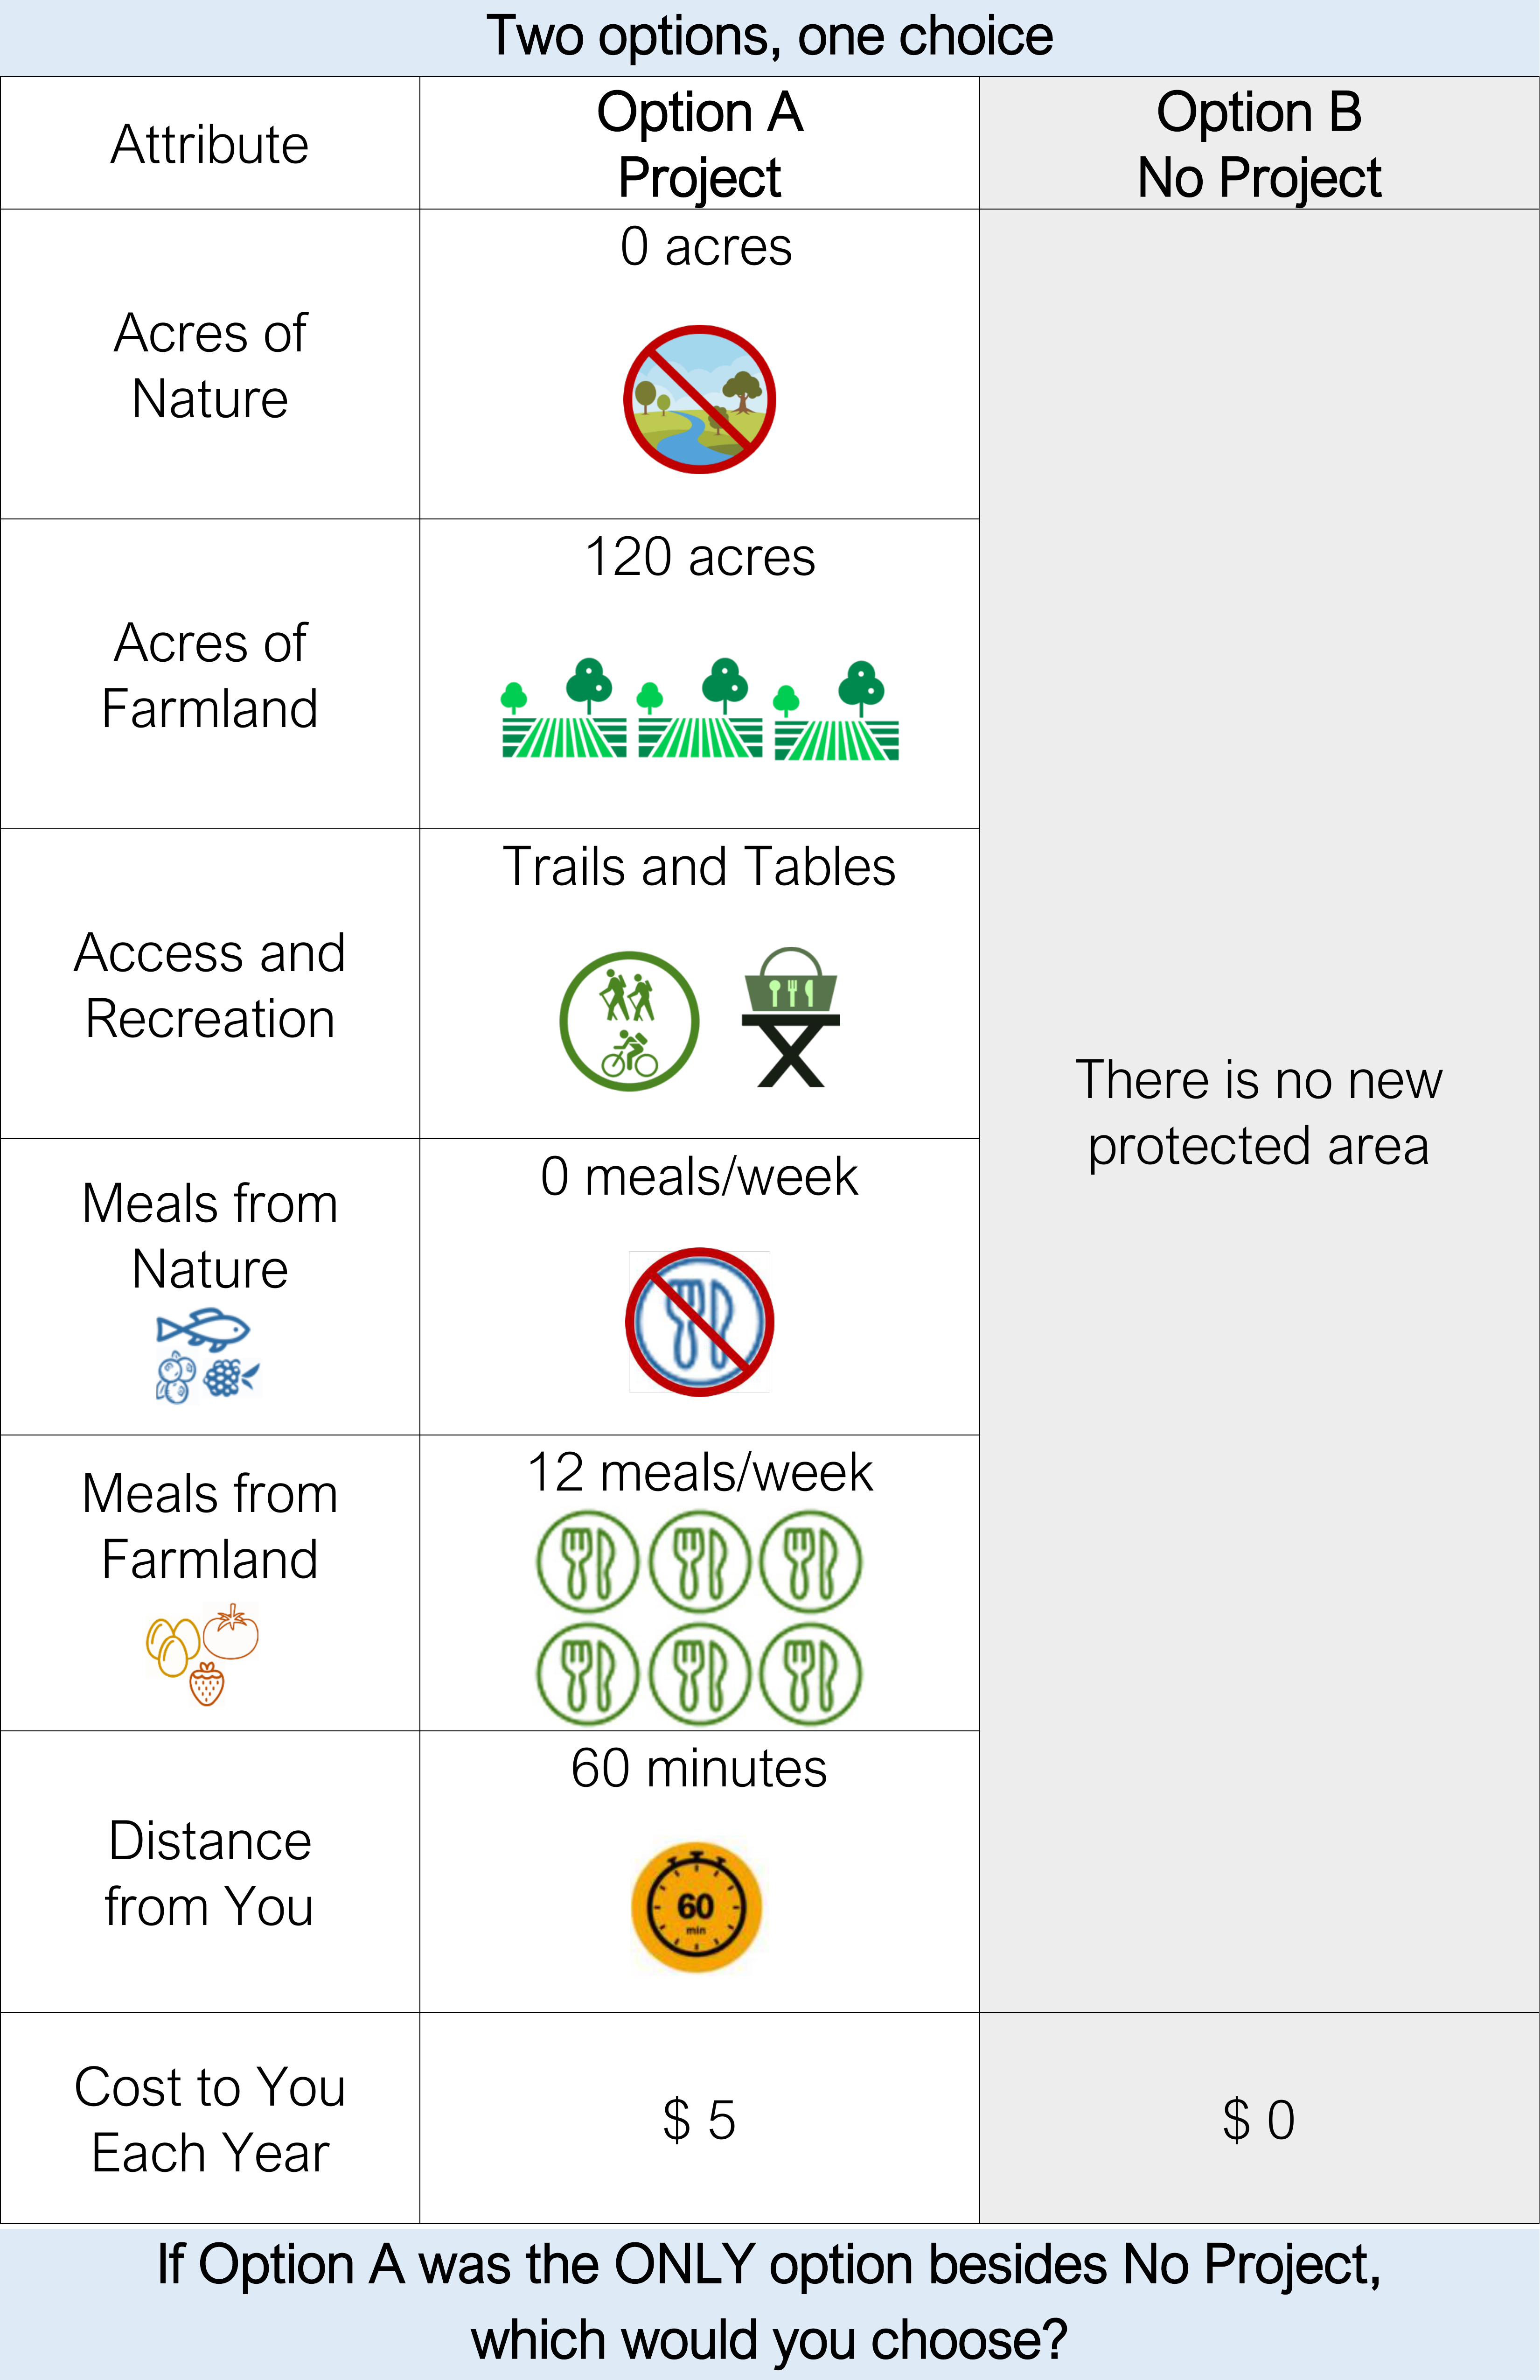 Two options, one choice
Attribute
Option A
Project
Option B
No Project
Acres of
Nature
0 acres
Acres of
Farmland
120 acres
Access and
Recreation
Trails and Tables
There is no new
protected area
Meals from
Nature
0 meals/week
Meals from
Farmland
12 meals/week
Distance
from You
60 minutes
60
min
Cost to You
Each Year
$ 5
$ 0
If Option A was the ONLY option besides No Project,
which would you choose?